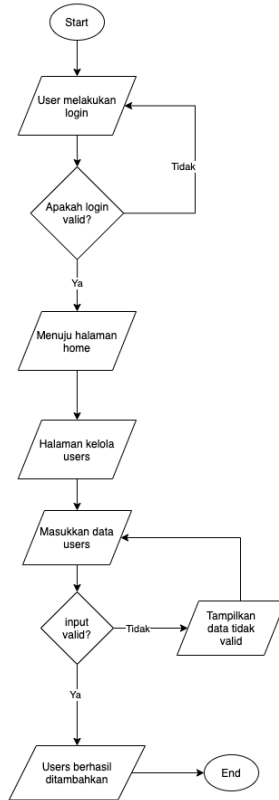 Start
User melakukan
login
Tidak
Apakah login
valid?
Ya
Menuju halaman
home
Halaman kelola
users
Masukkan data
users
input
valid?
Tidak
Tampilkan
data tidak
valid
Ya
Users berhasil
ditambahkan
End